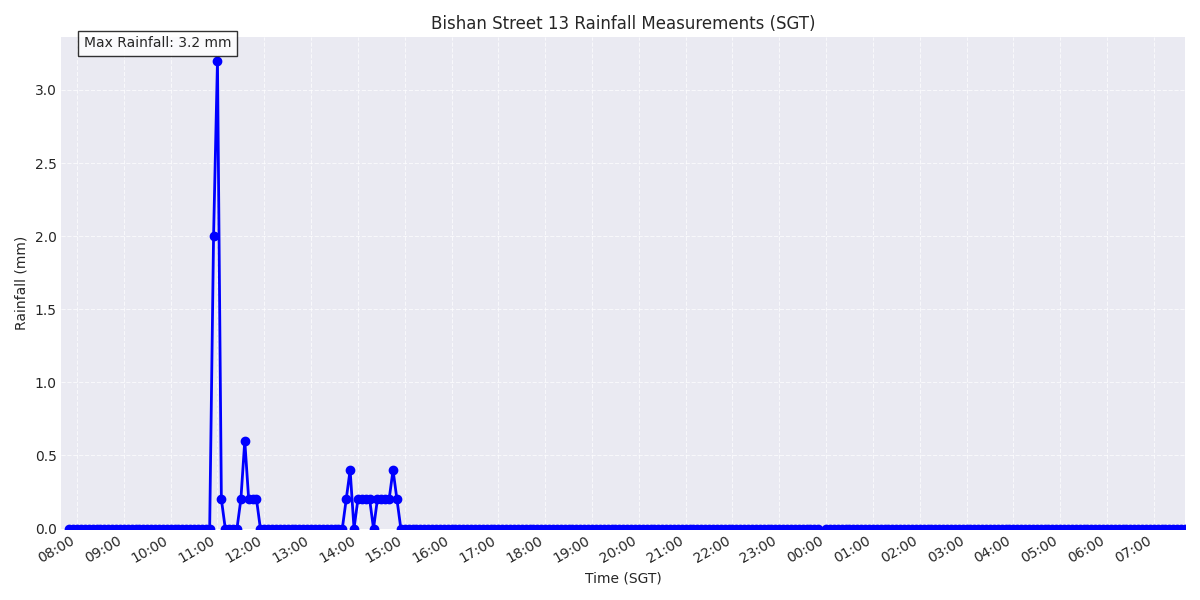 Bishan Street 13 Rainfall Measurements (SGT)
Max Rainfall: 3.2 mm
Rainfall (mm)
3.0
2.5
2.0
1.5
1.0
0.5
0.0
08:00 09:00 10:00 11:00 12:00 13:00 14:00 15:00 16:00 17:00 18:00 19:00 20:00 21:00 22:00 23:00 00:00 01:00 02:00 03:00 04:00 05:00 06:00 07:00
Time (SGT)